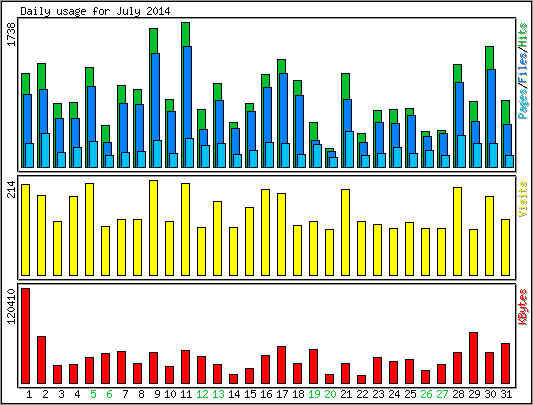 Daily usage for July 2014
1738
Pages/Files/Hits
214
Visits
120410
KBytes
1 2 3 4 5 6 7 8 9 10 11 12 13 14 15 16 17 18 19 20 21 22 23 24 25 26 27 28 29 30 31